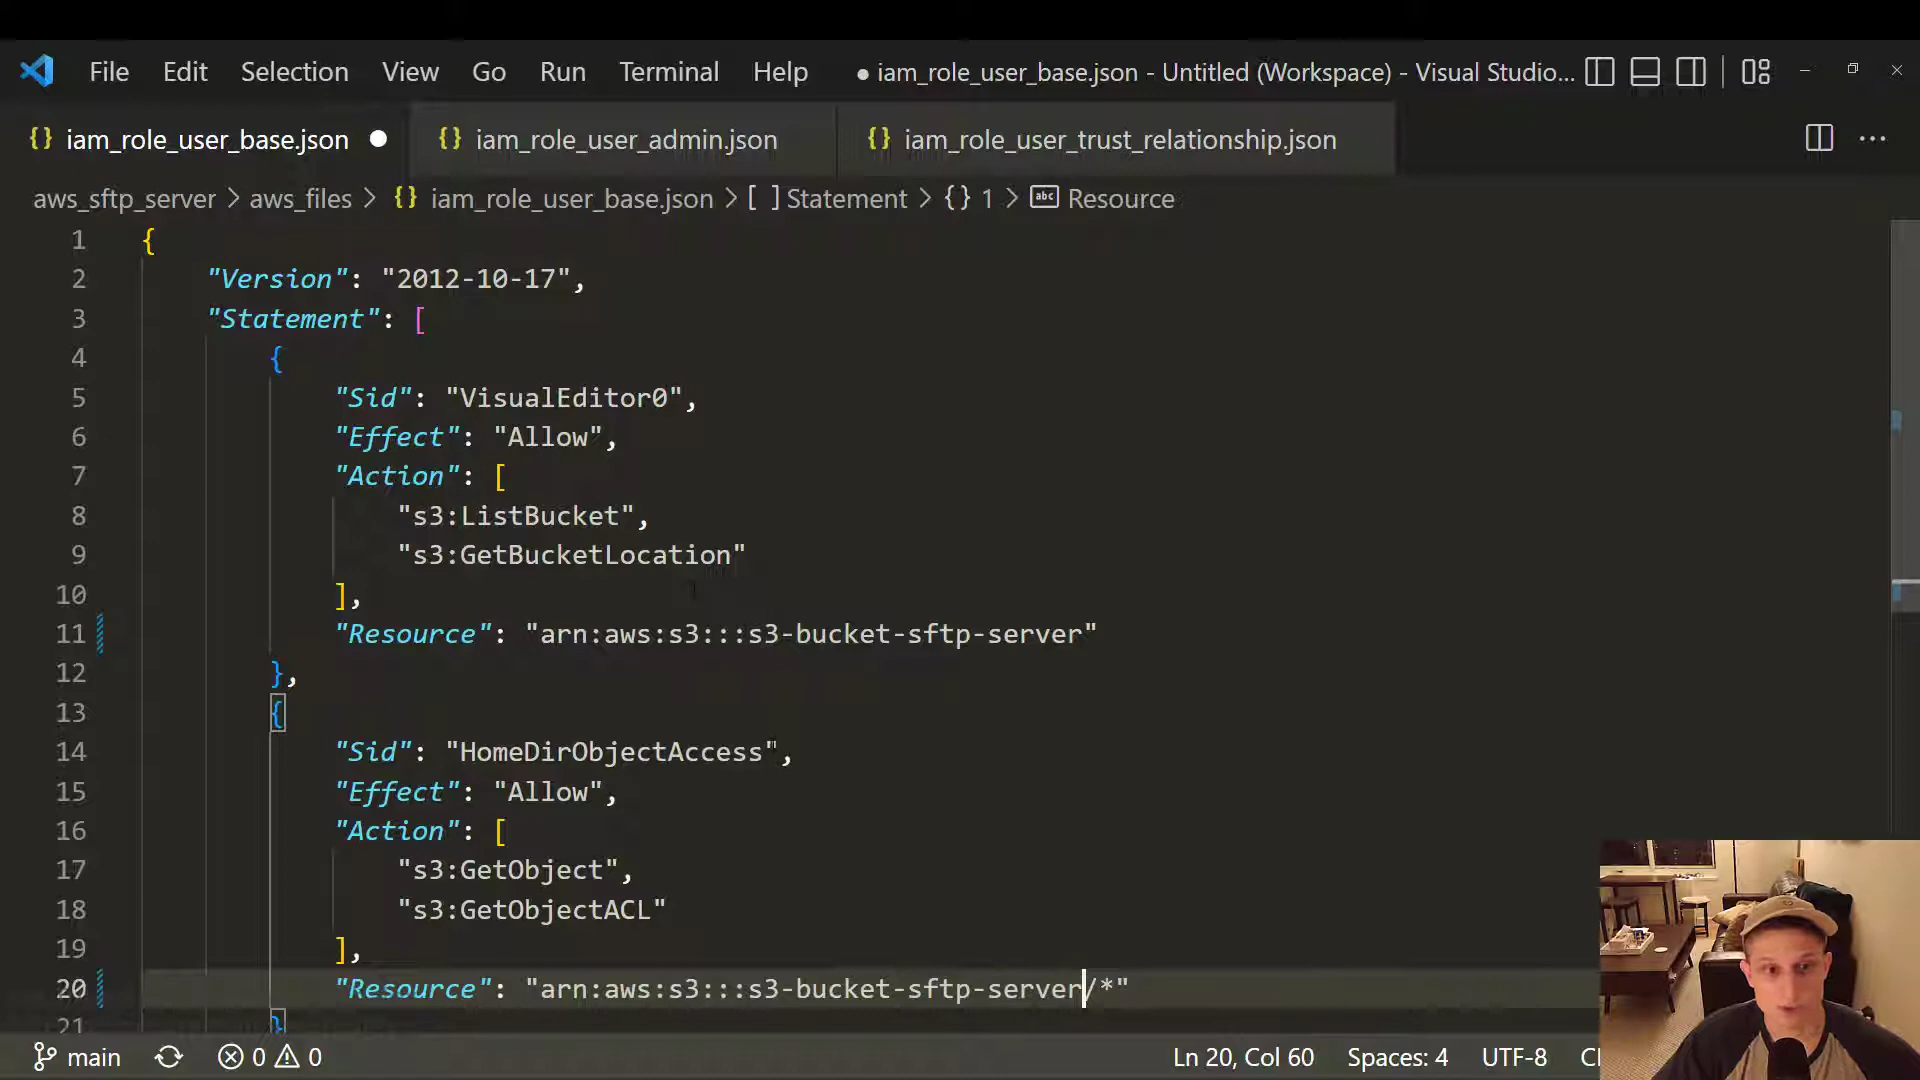 File Edit Selection View Go Run Terminal Help ● iam_role_user_base.json - Untitled (Workspace) - Visual Studio...
{} iam_role_user_base.json ● {} iam_role_user_admin.json {} iam_role_user_trust_relationship.json ...
aws_sftp_server > aws_files > {} iam_role_user_base.json > [ ] Statement > {} 1 > abc Resource
1 {
2 "Version": "2012-10-17",
3 "Statement": [
4 {
5 "Sid": "VisualEditor0",
6 "Effect": "Allow",
7 "Action": [
8 "s3:ListBucket",
9 "s3:GetBucketLocation"
10 ],
11 "Resource": "arn:aws:s3:::s3-bucket-sftp-server"
12 },
13 {
14 "Sid": "HomeDirObjectAccess",
15 "Effect": "Allow",
16 "Action": [
17 "s3:GetObject",
18 "s3:GetObjectACL"
19 ],
20 "Resource": "arn:aws:s3:::s3-bucket-sftp-server/*"
21 }
main 0 0 Ln 20, Col 60 Spaces: 4 UTF-8